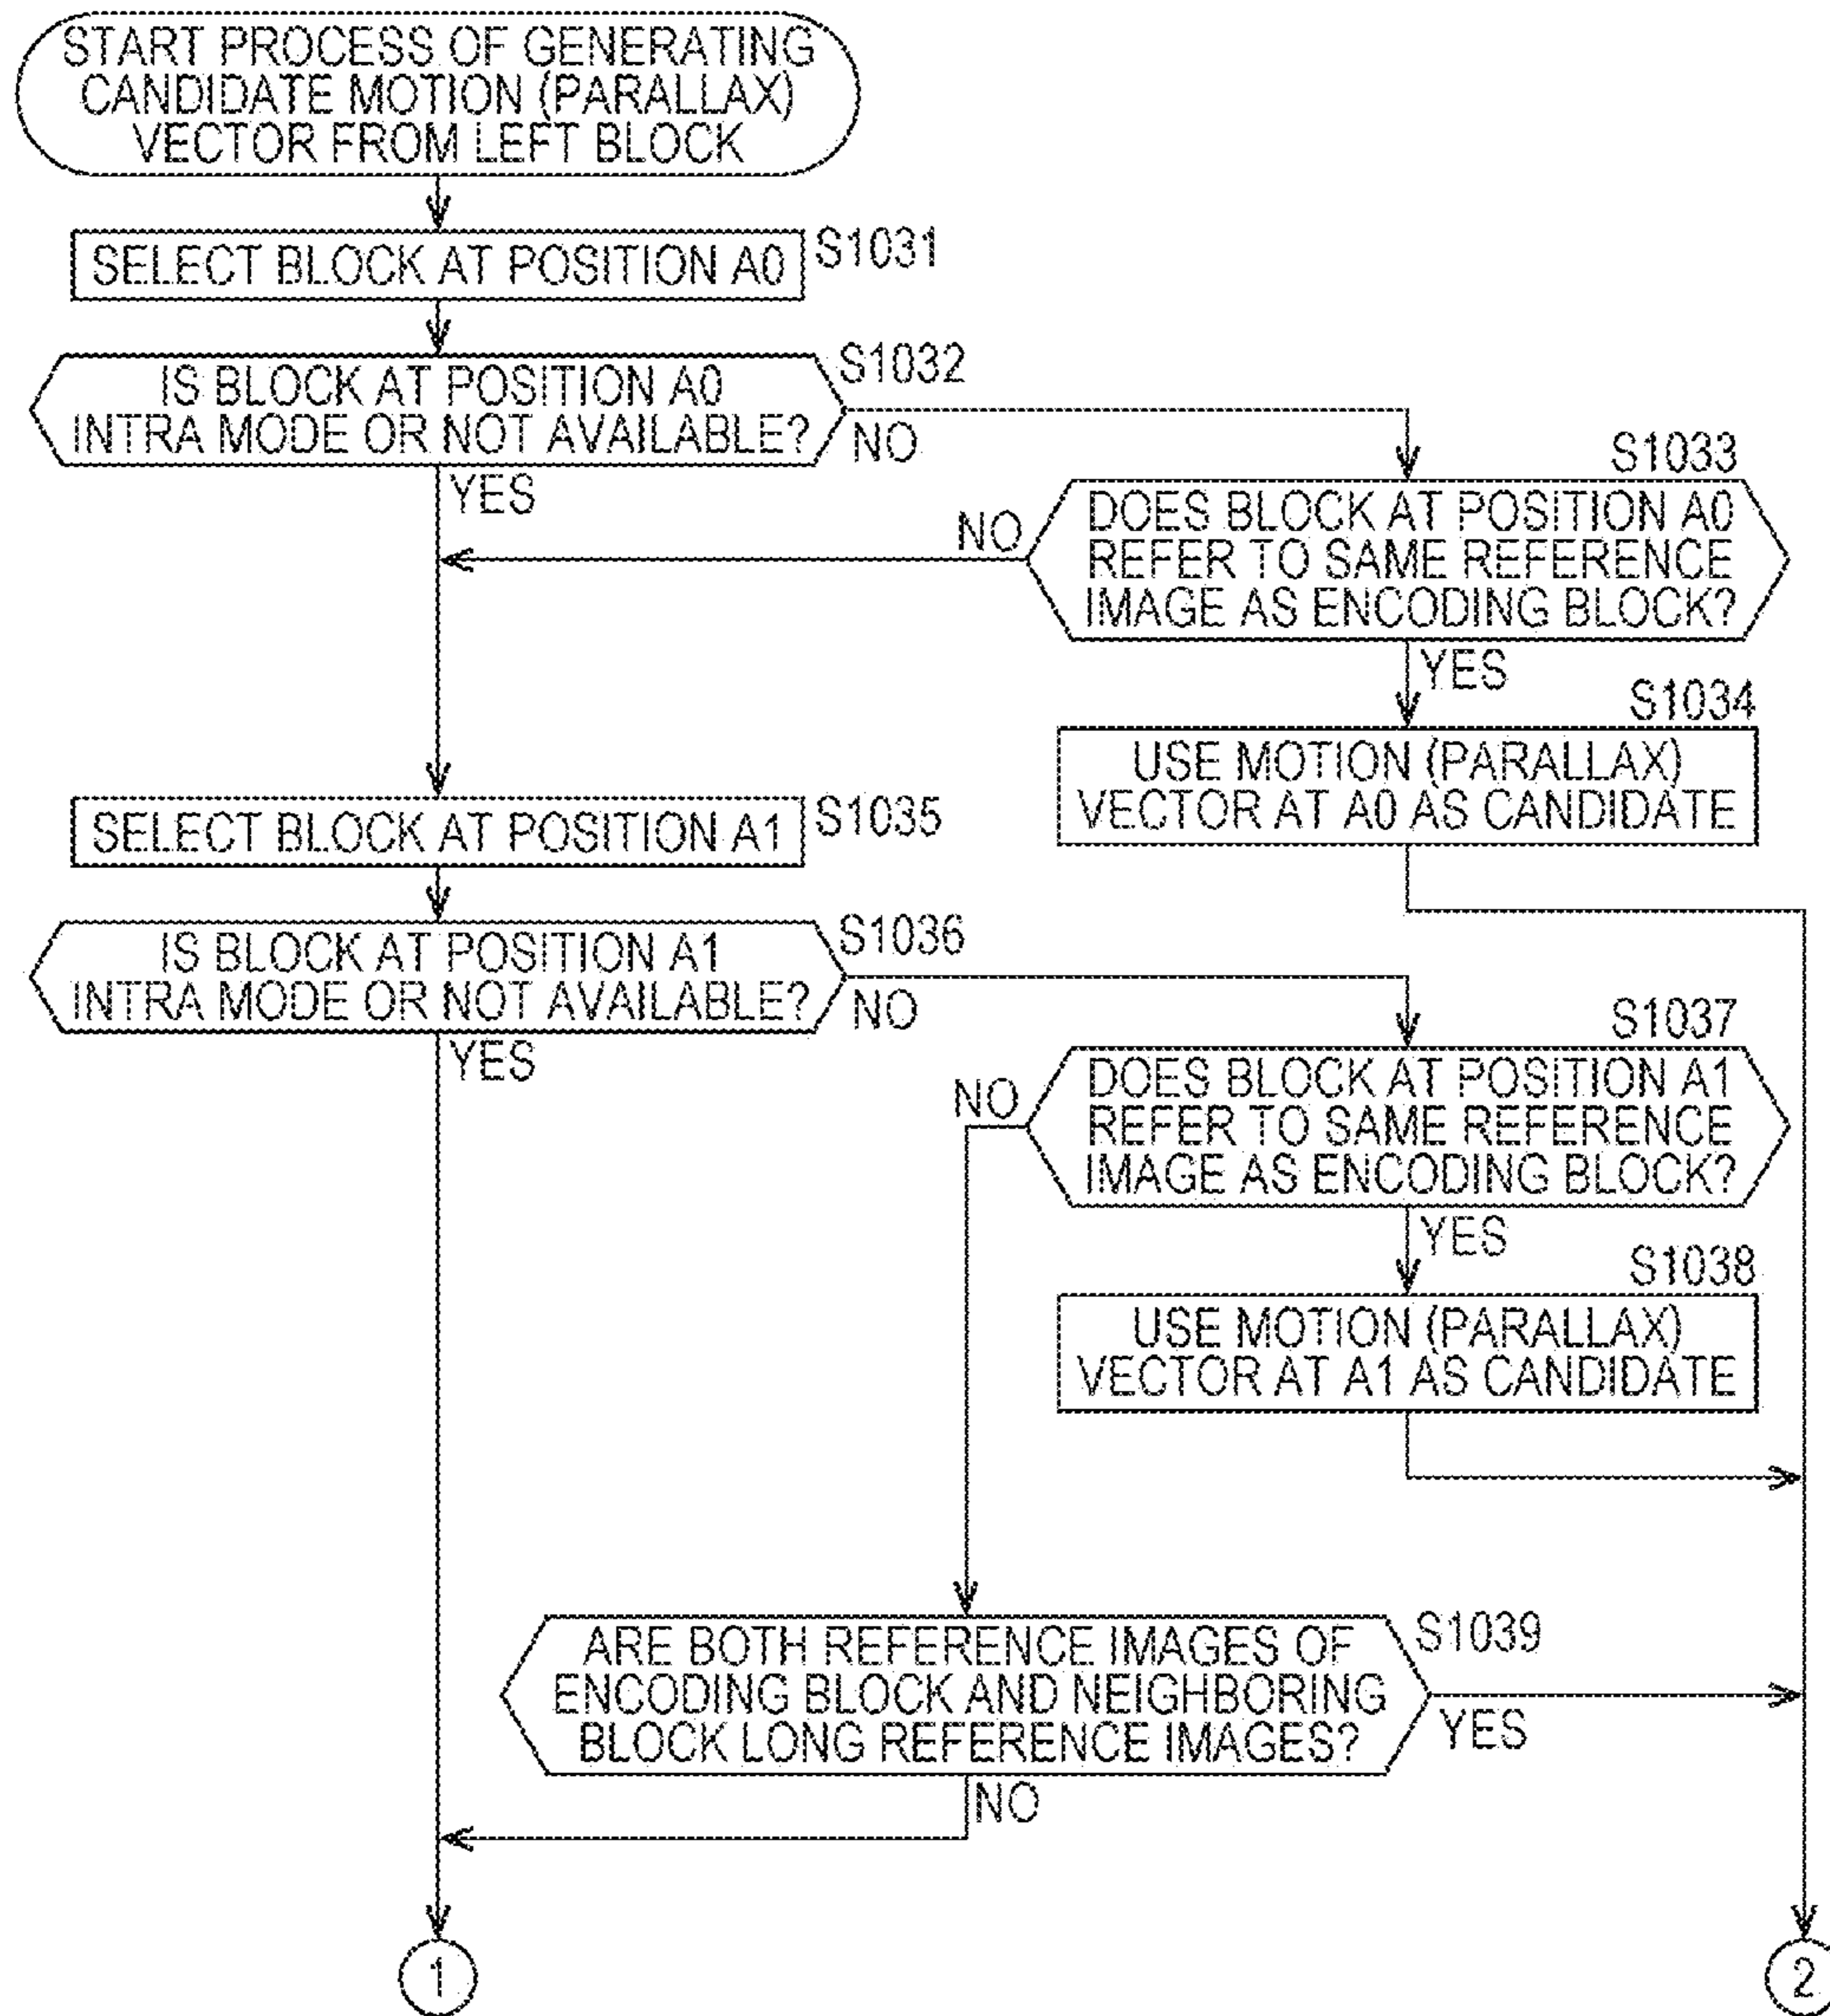 START PROCESS OF GENERATING
CANDIDATE MOTION (PARALLAX)
VECTOR FROM LEFT BLOCK
SELECT BLOCK AT POSITION A0
S1031
IS BLOCK AT POSITION A0
INTRA MODE OR NOT AVAILABLE?
S1032
NO
YES
S1033
DOES BLOCK AT POSITION A0
REFER TO SAME REFERENCE
IMAGE AS ENCODING BLOCK?
NO
YES
S1034
USE MOTION (PARALLAX)
VECTOR AT A0 AS CANDIDATE
SELECT BLOCK AT POSITION A1
S1035
IS BLOCK AT POSITION A1
INTRA MODE OR NOT AVAILABLE?
S1036
NO
YES
S1037
DOES BLOCK AT POSITION A1
REFER TO SAME REFERENCE
IMAGE AS ENCODING BLOCK?
NO
YES
S1038
USE MOTION (PARALLAX)
VECTOR AT A1 AS CANDIDATE
ARE BOTH REFERENCE IMAGES OF
ENCODING BLOCK AND NEIGHBORING
BLOCK LONG REFERENCE IMAGES?
S1039
YES
NO
1
2